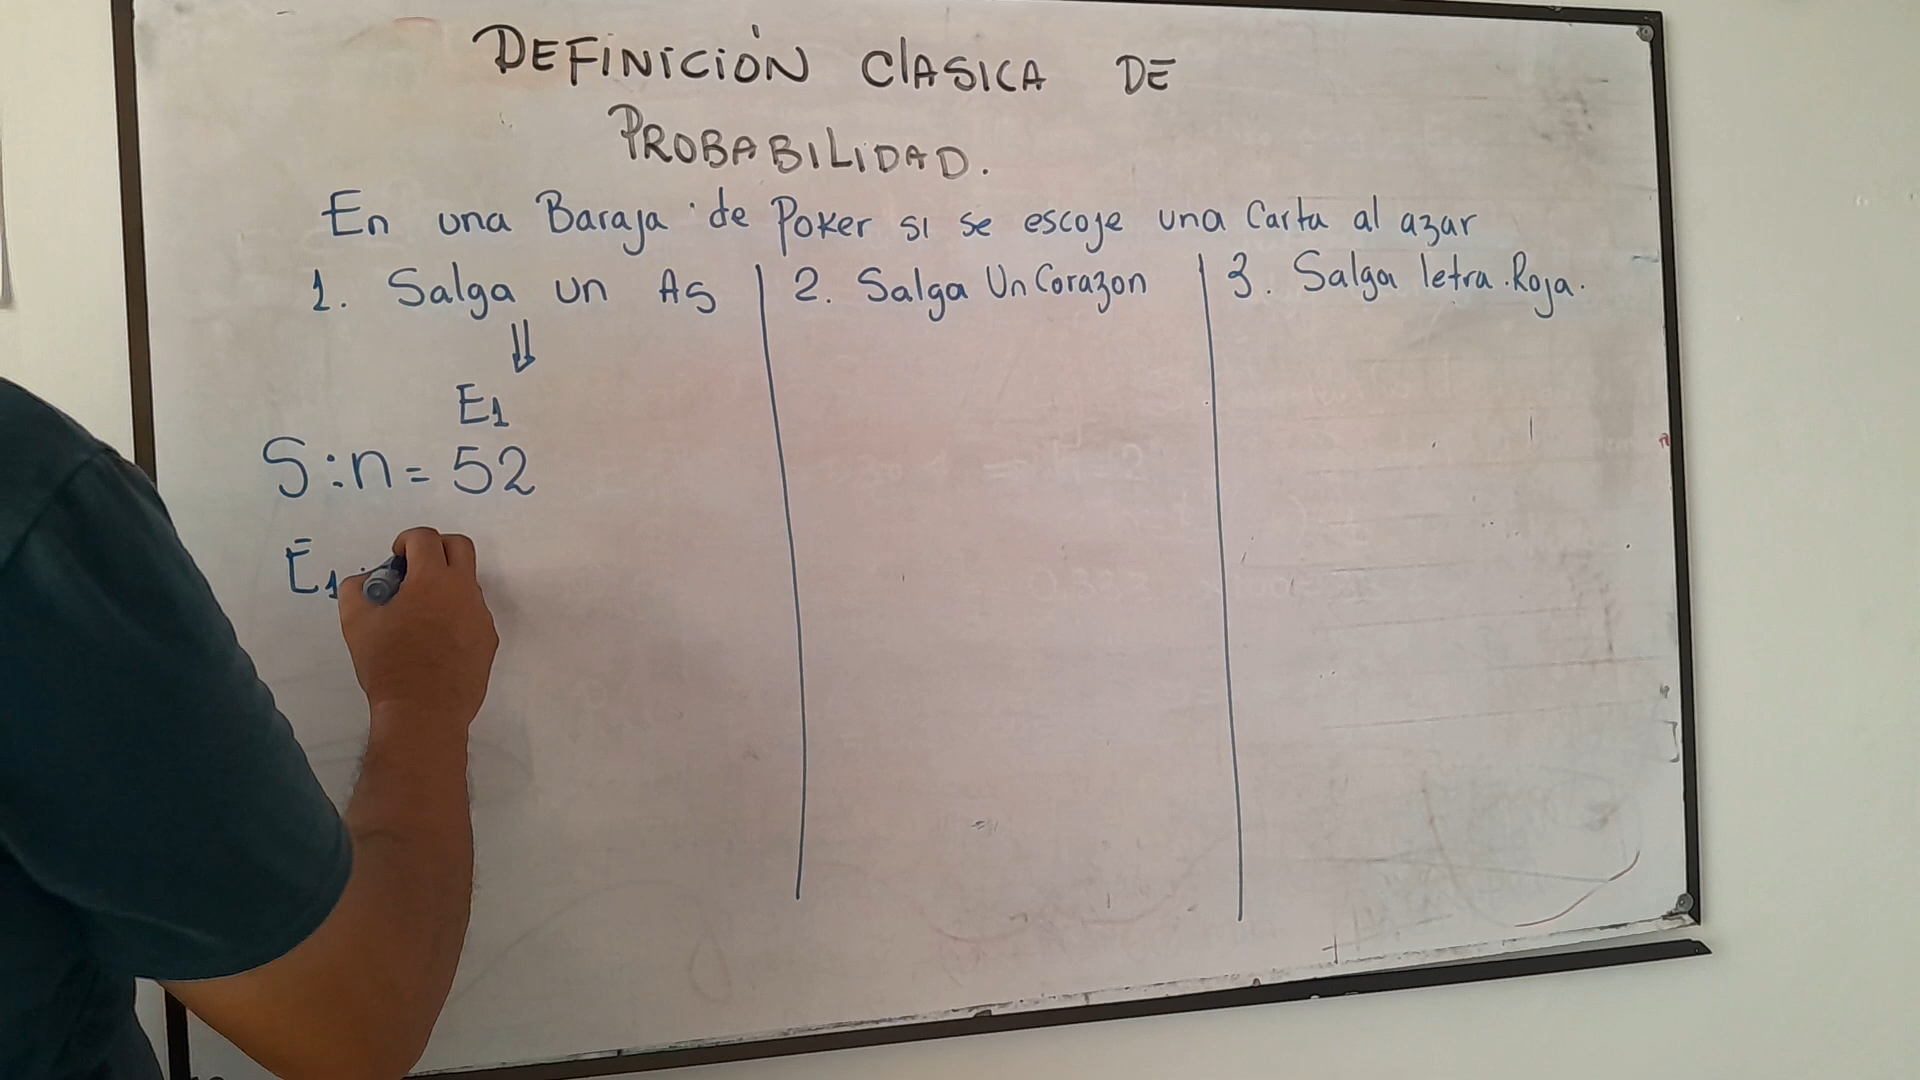 DEFINICIÓN CLASICA DE
PROBABILIDAD.
En una Baraja de Poker si se escoje una Carta al azar
1. Salga un As
2. Salga Un Corazon
3. Salga letra Roja.
⇓
E1
S:n= 52
E1